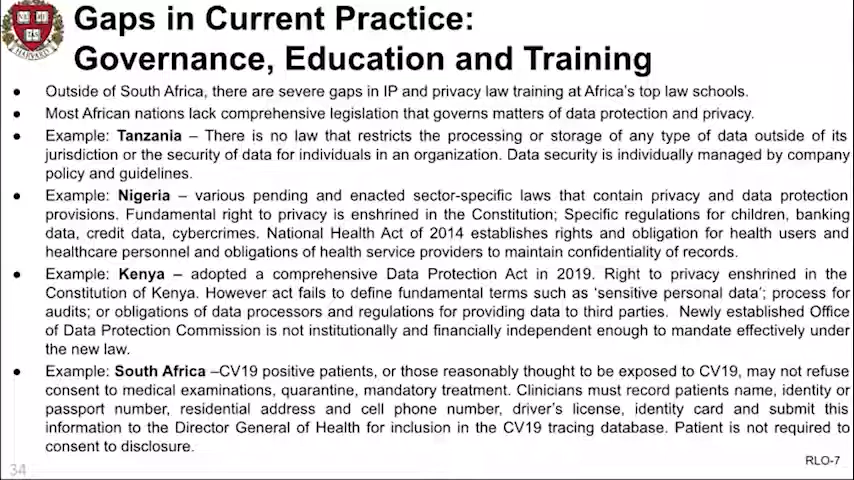 Gaps in Current Practice:
Governance, Education and Training
● Outside of South Africa, there are severe gaps in IP and privacy law training at Africa's top law schools.
● Most African nations lack comprehensive legislation that governs matters of data protection and privacy.
● Example: Tanzania – There is no law that restricts the processing or storage of any type of data outside of its
jurisdiction or the security of data for individuals in an organization. Data security is individually managed by company
policy and guidelines.
● Example: Nigeria – various pending and enacted sector-specific laws that contain privacy and data protection
provisions. Fundamental right to privacy is enshrined in the Constitution; Specific regulations for children, banking
data, credit data, cybercrimes. National Health Act of 2014 establishes rights and obligation for health users and
healthcare personnel and obligations of health service providers to maintain confidentiality of records.
● Example: Kenya – adopted a comprehensive Data Protection Act in 2019. Right to privacy enshrined in the
Constitution of Kenya. However act fails to define fundamental terms such as 'sensitive personal data'; process for
audits; or obligations of data processors and regulations for providing data to third parties. Newly established Office
of Data Protection Commission is not institutionally and financially independent enough to mandate effectively under
the new law.
● Example: South Africa –CV19 positive patients, or those reasonably thought to be exposed to CV19, may not refuse
consent to medical examinations, quarantine, mandatory treatment. Clinicians must record patients name, identity or
passport number, residential address and cell phone number, driver's license, identity card and submit this
information to the Director General of Health for inclusion in the CV19 tracing database. Patient is not required to
consent to disclosure.
34
RLO-7
HARVARD